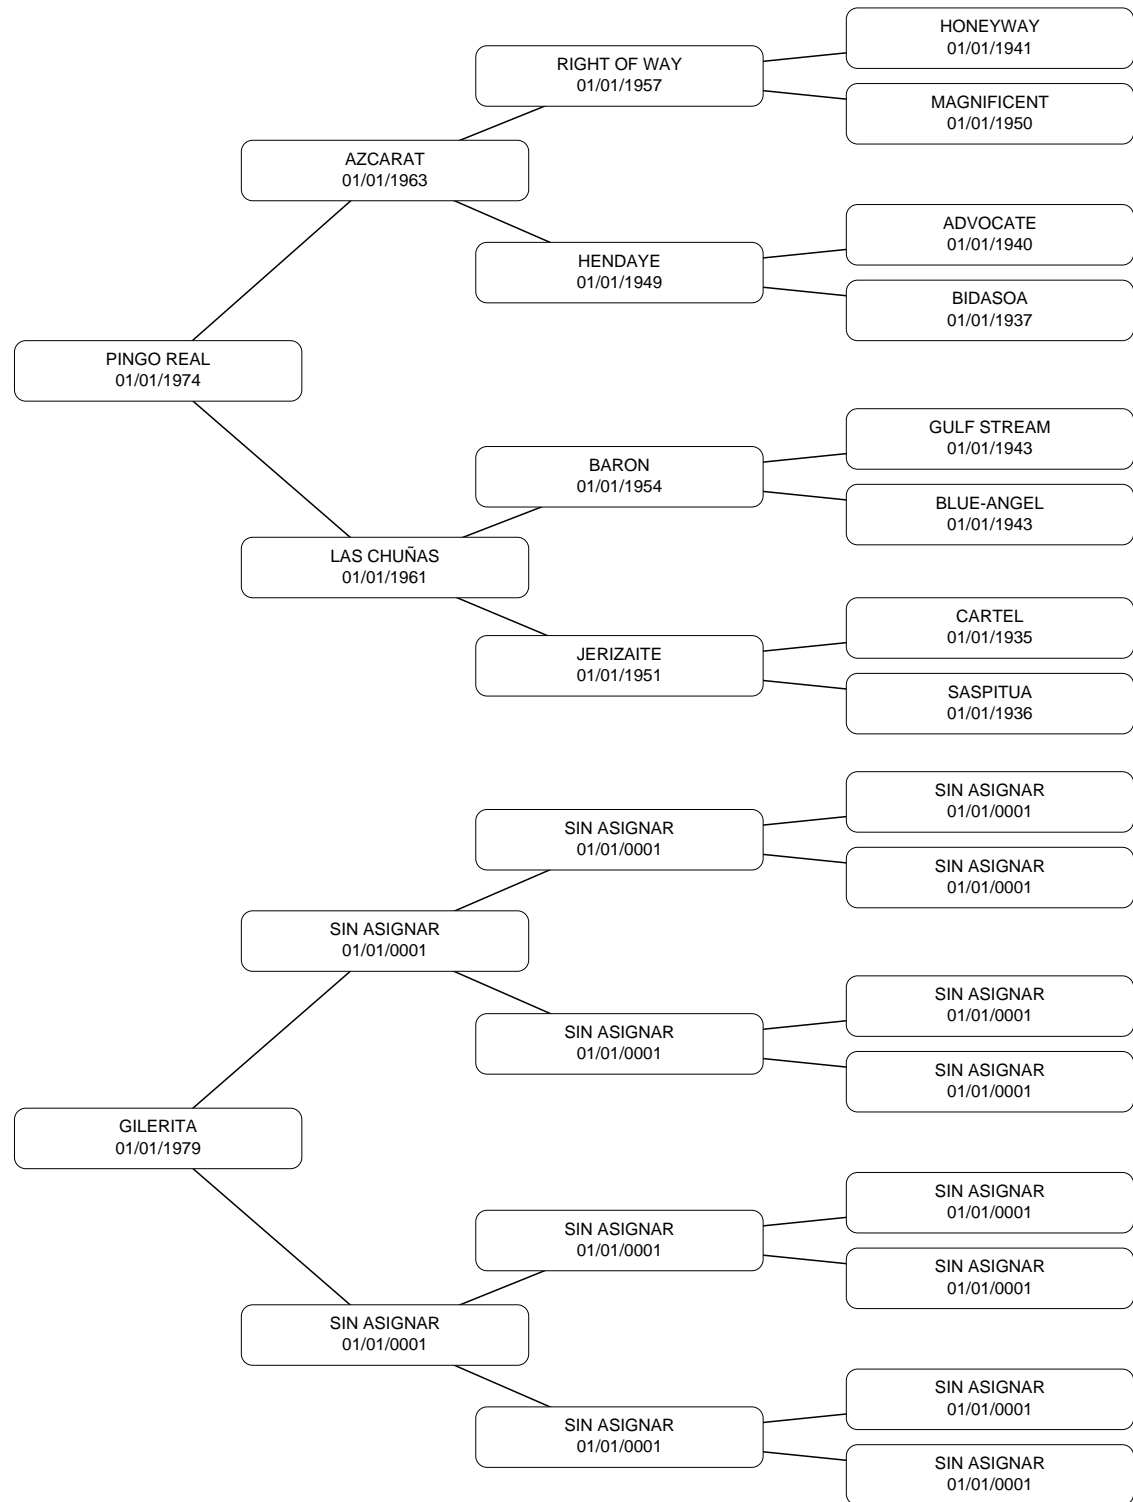 HONEYWAY
01/01/1941
RIGHT OF WAY
01/01/1957
MAGNIFICENT
01/01/1950
AZCARAT
01/01/1963
ADVOCATE
01/01/1940
HENDAYE
01/01/1949
BIDASOA
01/01/1937
PINGO REAL
01/01/1974
GULF STREAM
01/01/1943
BARON
01/01/1954
BLUE-ANGEL
01/01/1943
LAS CHUÑAS
01/01/1961
CARTEL
01/01/1935
JERIZAITE
01/01/1951
SASPITUA
01/01/1936
SIN ASIGNAR
01/01/0001
SIN ASIGNAR
01/01/0001
SIN ASIGNAR
01/01/0001
SIN ASIGNAR
01/01/0001
SIN ASIGNAR
01/01/0001
SIN ASIGNAR
01/01/0001
SIN ASIGNAR
01/01/0001
GILERITA
01/01/1979
SIN ASIGNAR
01/01/0001
SIN ASIGNAR
01/01/0001
SIN ASIGNAR
01/01/0001
SIN ASIGNAR
01/01/0001
SIN ASIGNAR
01/01/0001
SIN ASIGNAR
01/01/0001
SIN ASIGNAR
01/01/0001